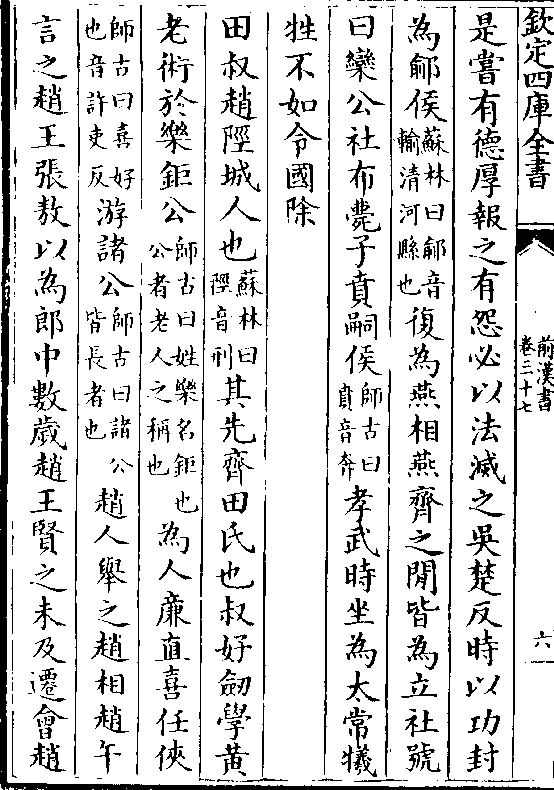 欽定四庫全書
前漢書
卷三十七
六
是嘗有德厚報之有怨必以法滅之吳楚反時以功封
為鄃侯蘇林曰鄃音輸清河縣也復為燕相燕齊之閒皆為立社號
曰欒公社布薨子賁嗣侯師古曰賁音奔孝武時坐為太常犧
牲不如令國除
田叔趙陘城人也蘇林曰陘音刑其先齊田氏也叔好劒學黃
老術於樂鉅公師古曰姓樂名鉅也公者老人之稱也為人廉直喜任俠
師古曰喜好也音許吏反游諸公師古曰諸公皆長者也趙人舉之趙相趙午
言之趙王張敖以為郎中數歲趙王賢之未及遷會趙